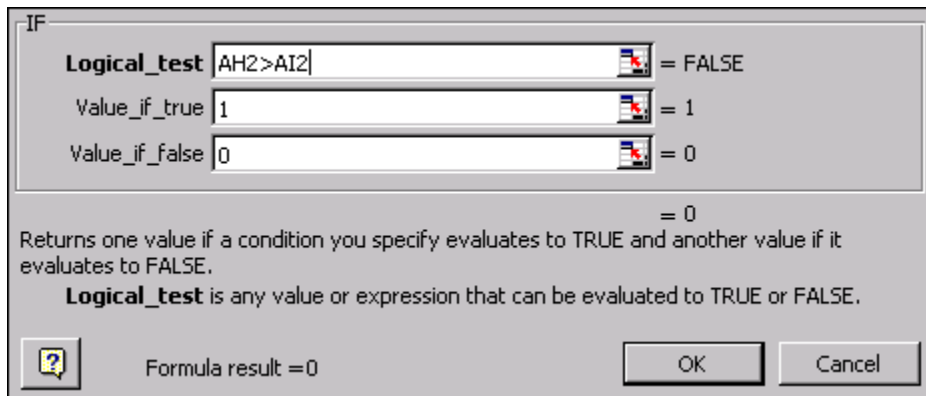 IF
Logical_test AH2>AI2 = FALSE
Value_if_true 1 = 1
Value_if_false 0 = 0
= 0
Returns one value if a condition you specify evaluates to TRUE and another value if it
evaluates to FALSE.
Logical_test is any value or expression that can be evaluated to TRUE or FALSE.
? Formula result =0 OK Cancel